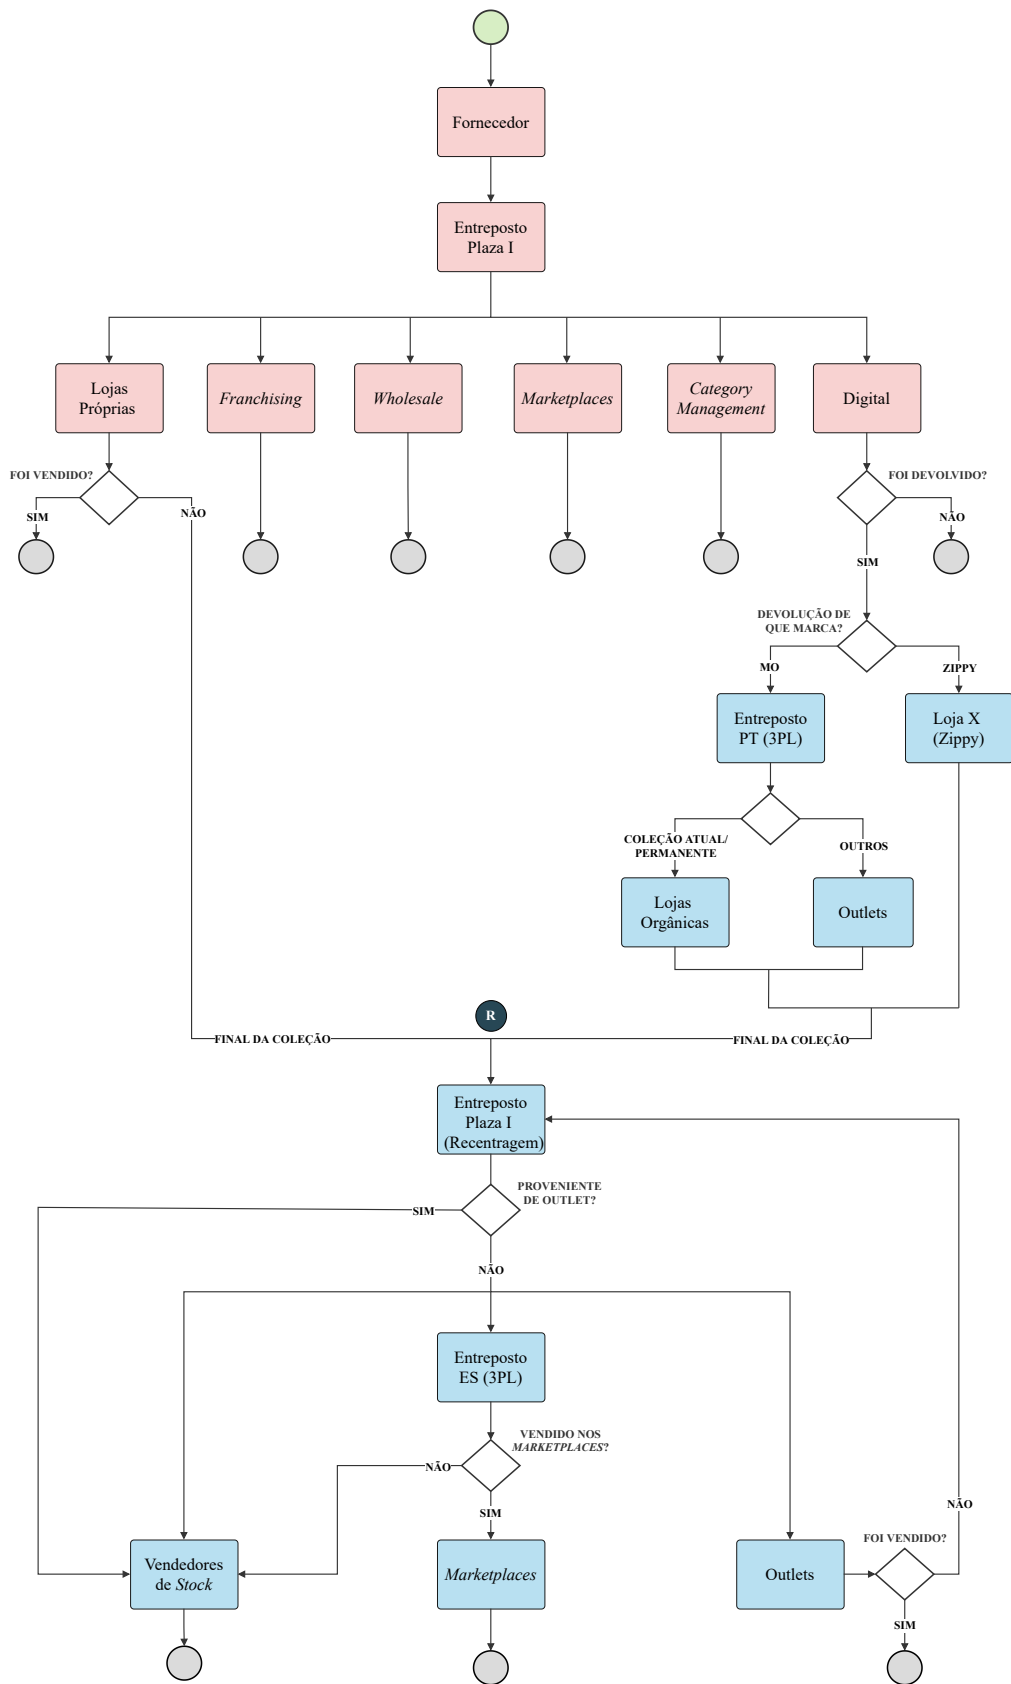 Fornecedor
Entreposto
Plaza I
Lojas
Próprias
Franchising
Wholesale
Marketplaces
Category
Management
Digital
FOI VENDIDO?
FOI DEVOLVIDO?
SIM
NÃO
NÃO
SIM
DEVOLUÇÃO DE
QUE MARCA?
MO
ZIPPY
Entreposto
PT (3PL)
Loja X
(Zippy)
COLEÇÃO ATUAL/
PERMANENTE
OUTROS
Lojas
Orgânicas
Outlets
R
FINAL DA COLEÇÃO
FINAL DA COLEÇÃO
Entreposto
Plaza I
(Recentragem)
PROVENIENTE
DE OUTLET?
SIM
NÃO
Entreposto
ES (3PL)
VENDIDO NOS
MARKETPLACES?
NÃO
SIM
NÃO
FOI VENDIDO?
Vendedores
de Stock
Marketplaces
Outlets
SIM